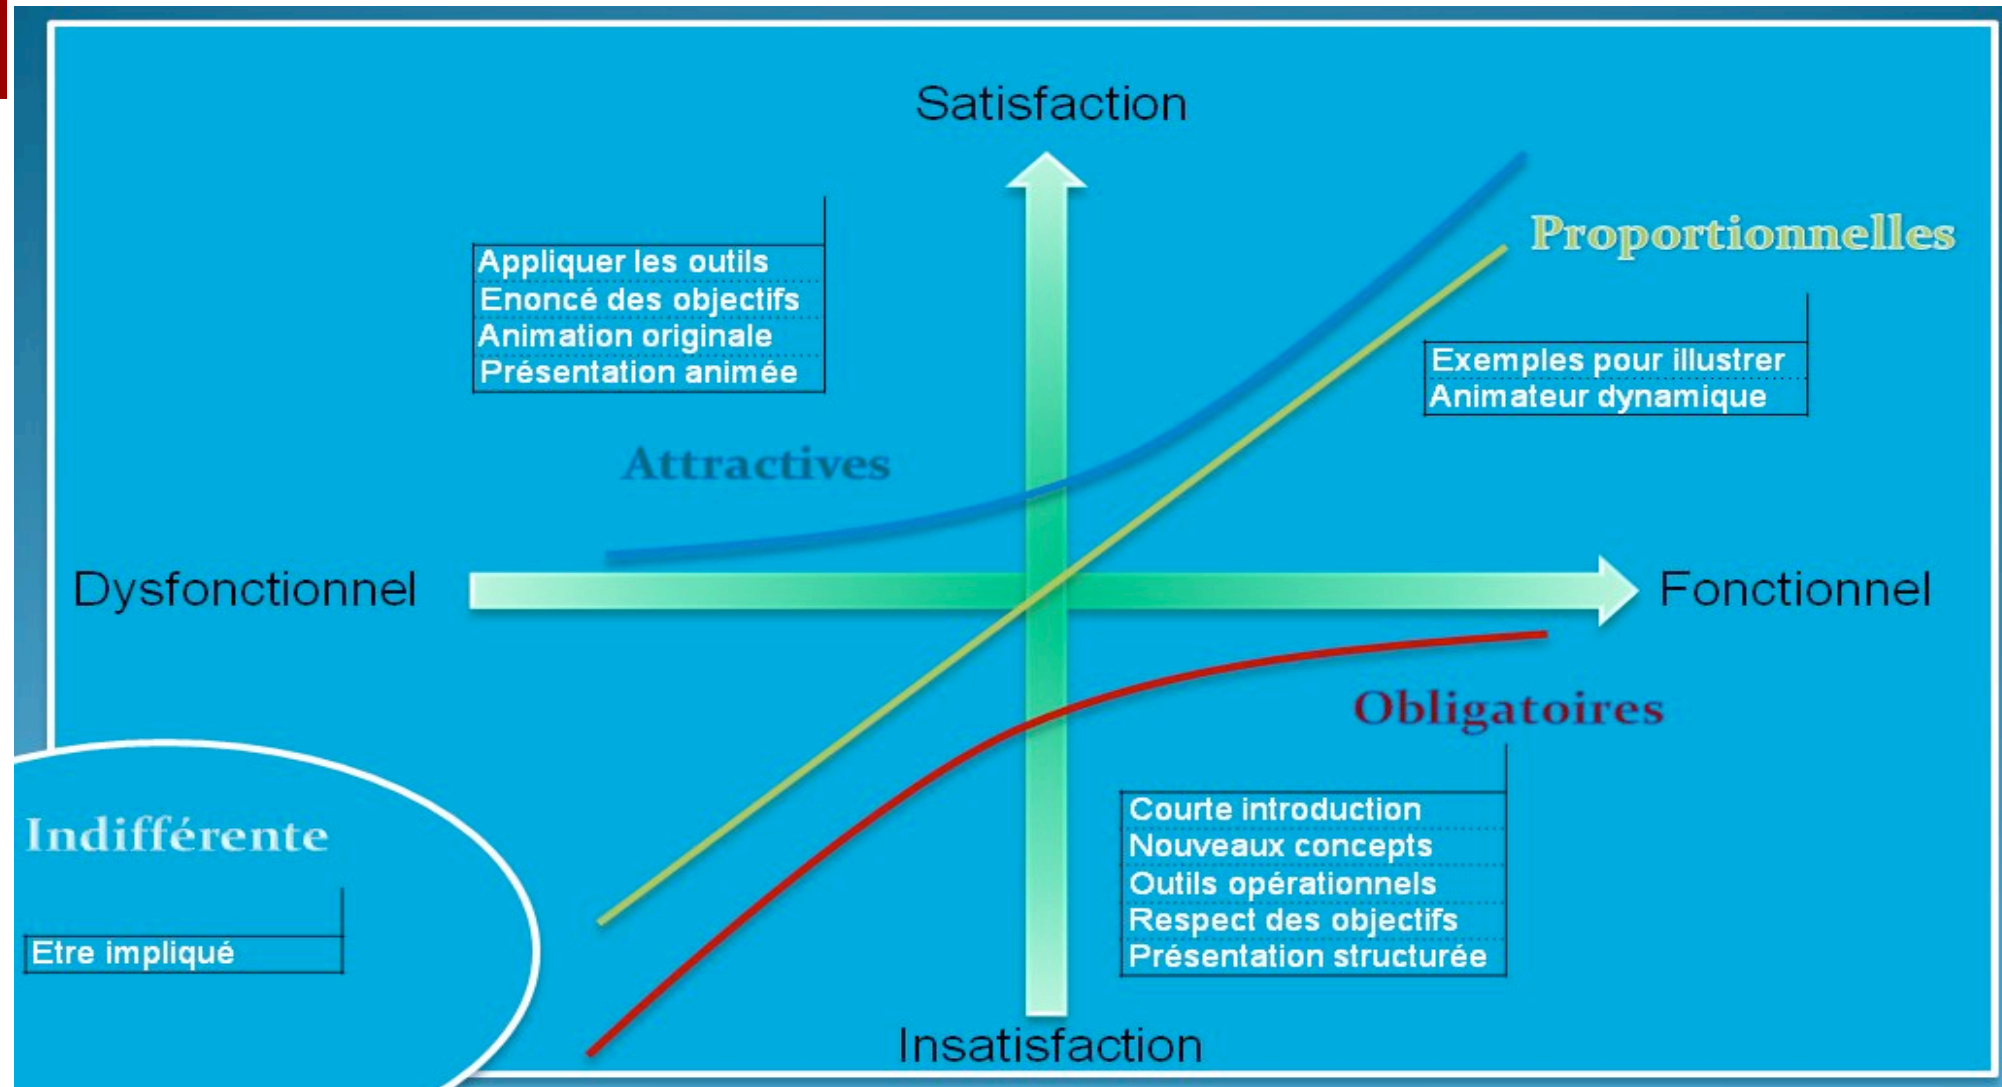 Satisfaction
Proportionnelles
Appliquer les outils
Enoncé des objectifs
Animation originale
Présentation animée
Exemples pour illustrer
Animateur dynamique
Attractives
Dysfonctionnel
Fonctionnel
Obligatoires
Courte introduction
Nouveaux concepts
Outils opérationnels
Respect des objectifs
Présentation structurée
Indifférente
Etre impliqué
Insatisfaction